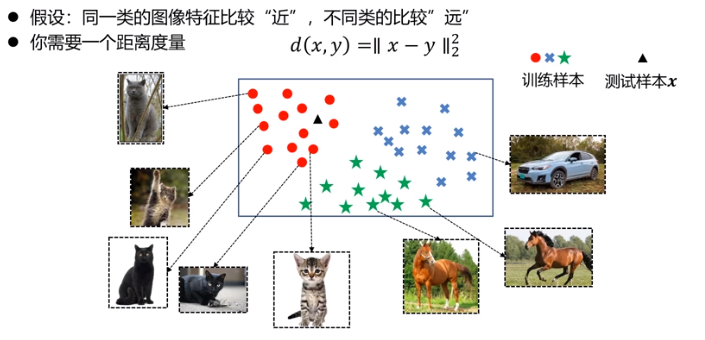 ● 假设：同一类的图像特征比较“近”，不同类的比较”远”
● 你需要一个距离度量
d(x, y) =∥ x − y ∥₂²
训练样本 测试样本x